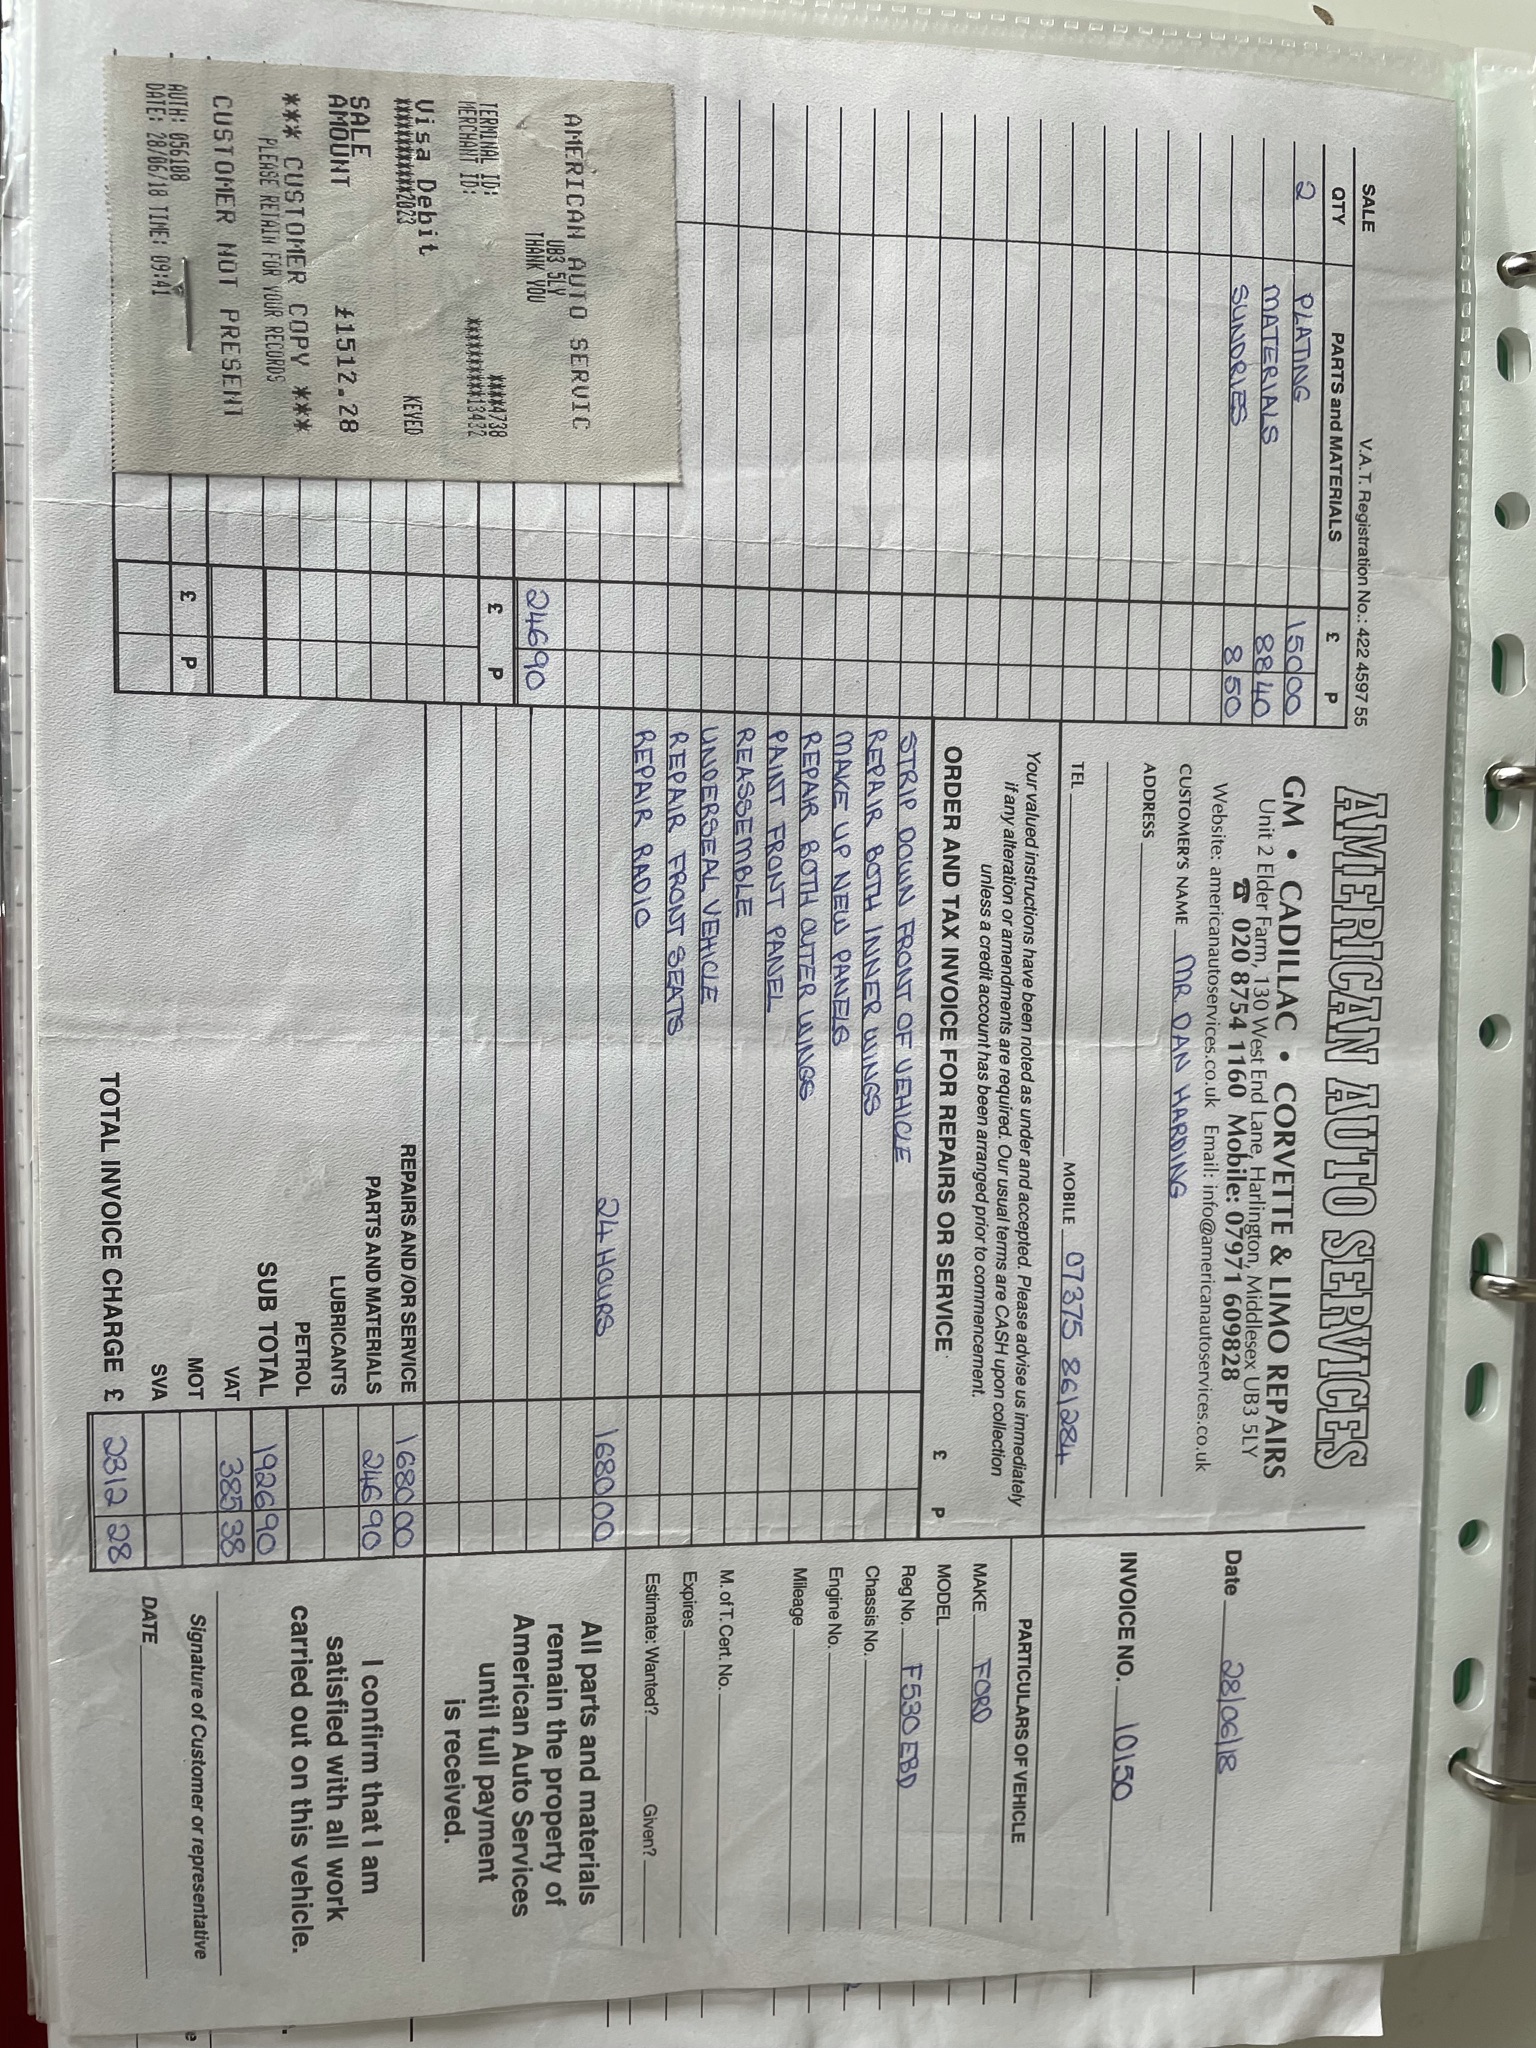 SALE V.A.T. Registration No.: 422 4597 55
QTY PARTS and MATERIALS £ P
2 PLATING 150 00
MATERIALS 88 40
SUNDRIES 8 50
246 90
£ P
£ P
AMERICAN AUTO SERVIC
UB3 5LY
THANK YOU
TERMINAL ID: ****4738
MERCHANT ID: **********13432
Visa Debit
************2023 KEYED
SALE
AMOUNT £1512.28
*** CUSTOMER COPY ***
PLEASE RETAIN FOR YOUR RECORDS
CUSTOMER NOT PRESENT
AUTH: 056108
DATE: 28/06/18 TIME: 09:41
AMERICAN AUTO SERVICES
GM • CADILLAC • CORVETTE & LIMO REPAIRS
Unit 2 Elder Farm, 130 West End Lane, Harlington, Middlesex UB3 5LY
☎ 020 8754 1160 Mobile: 07971 609828
Website: americanautoservices.co.uk Email: info@americanautoservices.co.uk
CUSTOMER'S NAME MR DAN HARDING
ADDRESS
TEL MOBILE 07375 861284
Your valued instructions have been noted as under and accepted. Please advise us immediately
if any alteration or amendments are required. Our usual terms are CASH upon collection
unless a credit account has been arranged prior to commencement.
ORDER AND TAX INVOICE FOR REPAIRS OR SERVICE £ P
STRIP DOWN FRONT OF VEHICLE
REPAIR BOTH INNER WINGS
MAKE UP NEW PANELS
REPAIR BOTH OUTER WINGS
PAINT FRONT PANEL
REASSEMBLE
UNDERSEAL VEHICLE
REPAIR FRONT SEATS
REPAIR RADIO
24 HOURS 1680 00
REPAIRS AND/OR SERVICE 1680 00
PARTS AND MATERIALS 246 90
LUBRICANTS
PETROL
SUB TOTAL 1926 90
VAT 385 38
MOT
SVA
TOTAL INVOICE CHARGE £ 2312 28
Date 28/06/18
INVOICE NO. 10150
PARTICULARS OF VEHICLE
MAKE FORD
MODEL
Reg No. F530 EBD
Chassis No.
Engine No.
Mileage
M. of T. Cert. No.
Expires
Estimate: Wanted? Given?
All parts and materials
remain the property of
American Auto Services
until full payment
is received.
I confirm that I am
satisfied with all work
carried out on this vehicle.
Signature of Customer or representative
DATE